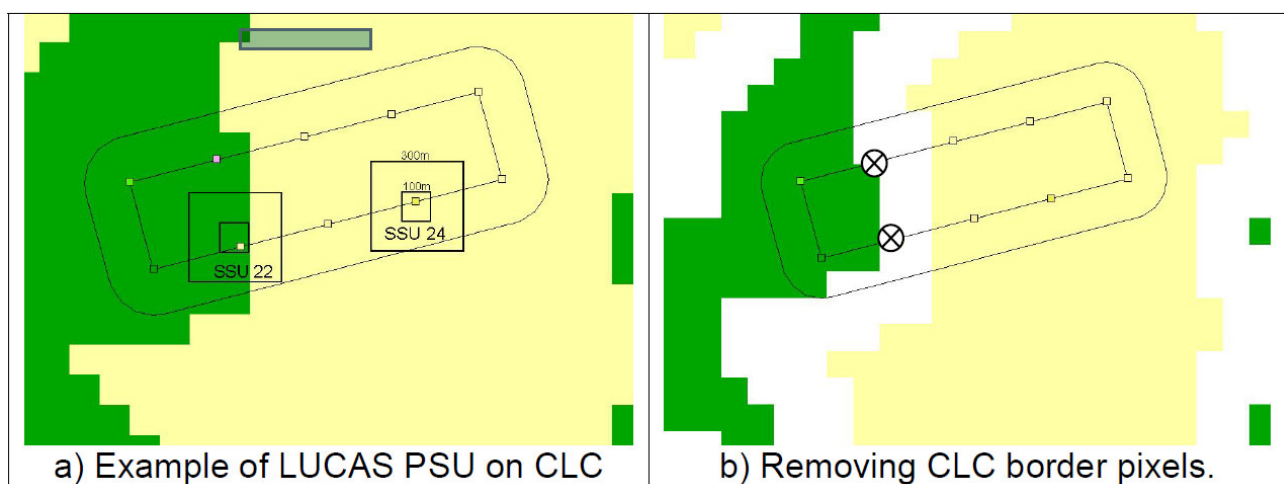 300m
100m
SSU 24
SSU 22
a) Example of LUCAS PSU on CLC
b) Removing CLC border pixels.